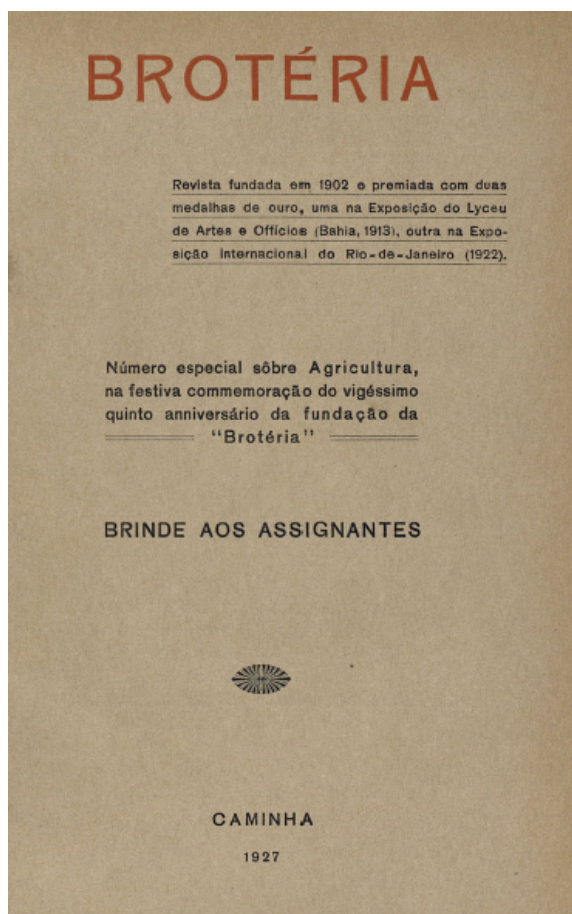 BROTÉRIA
Revista fundada em 1902 e premiada com duas
medalhas de ouro, uma na Exposição do Lyceu
de Artes e Offícios (Bahia, 1913), outra na Expo-
sição Internacional do Rio-de-Janeiro (1922).
Número especial sôbre Agricultura,
na festiva commemoração do vigéssimo
quinto anniversário da fundação da
"Brotéria"
BRINDE AOS ASSIGNANTES
CAMINHA
1927